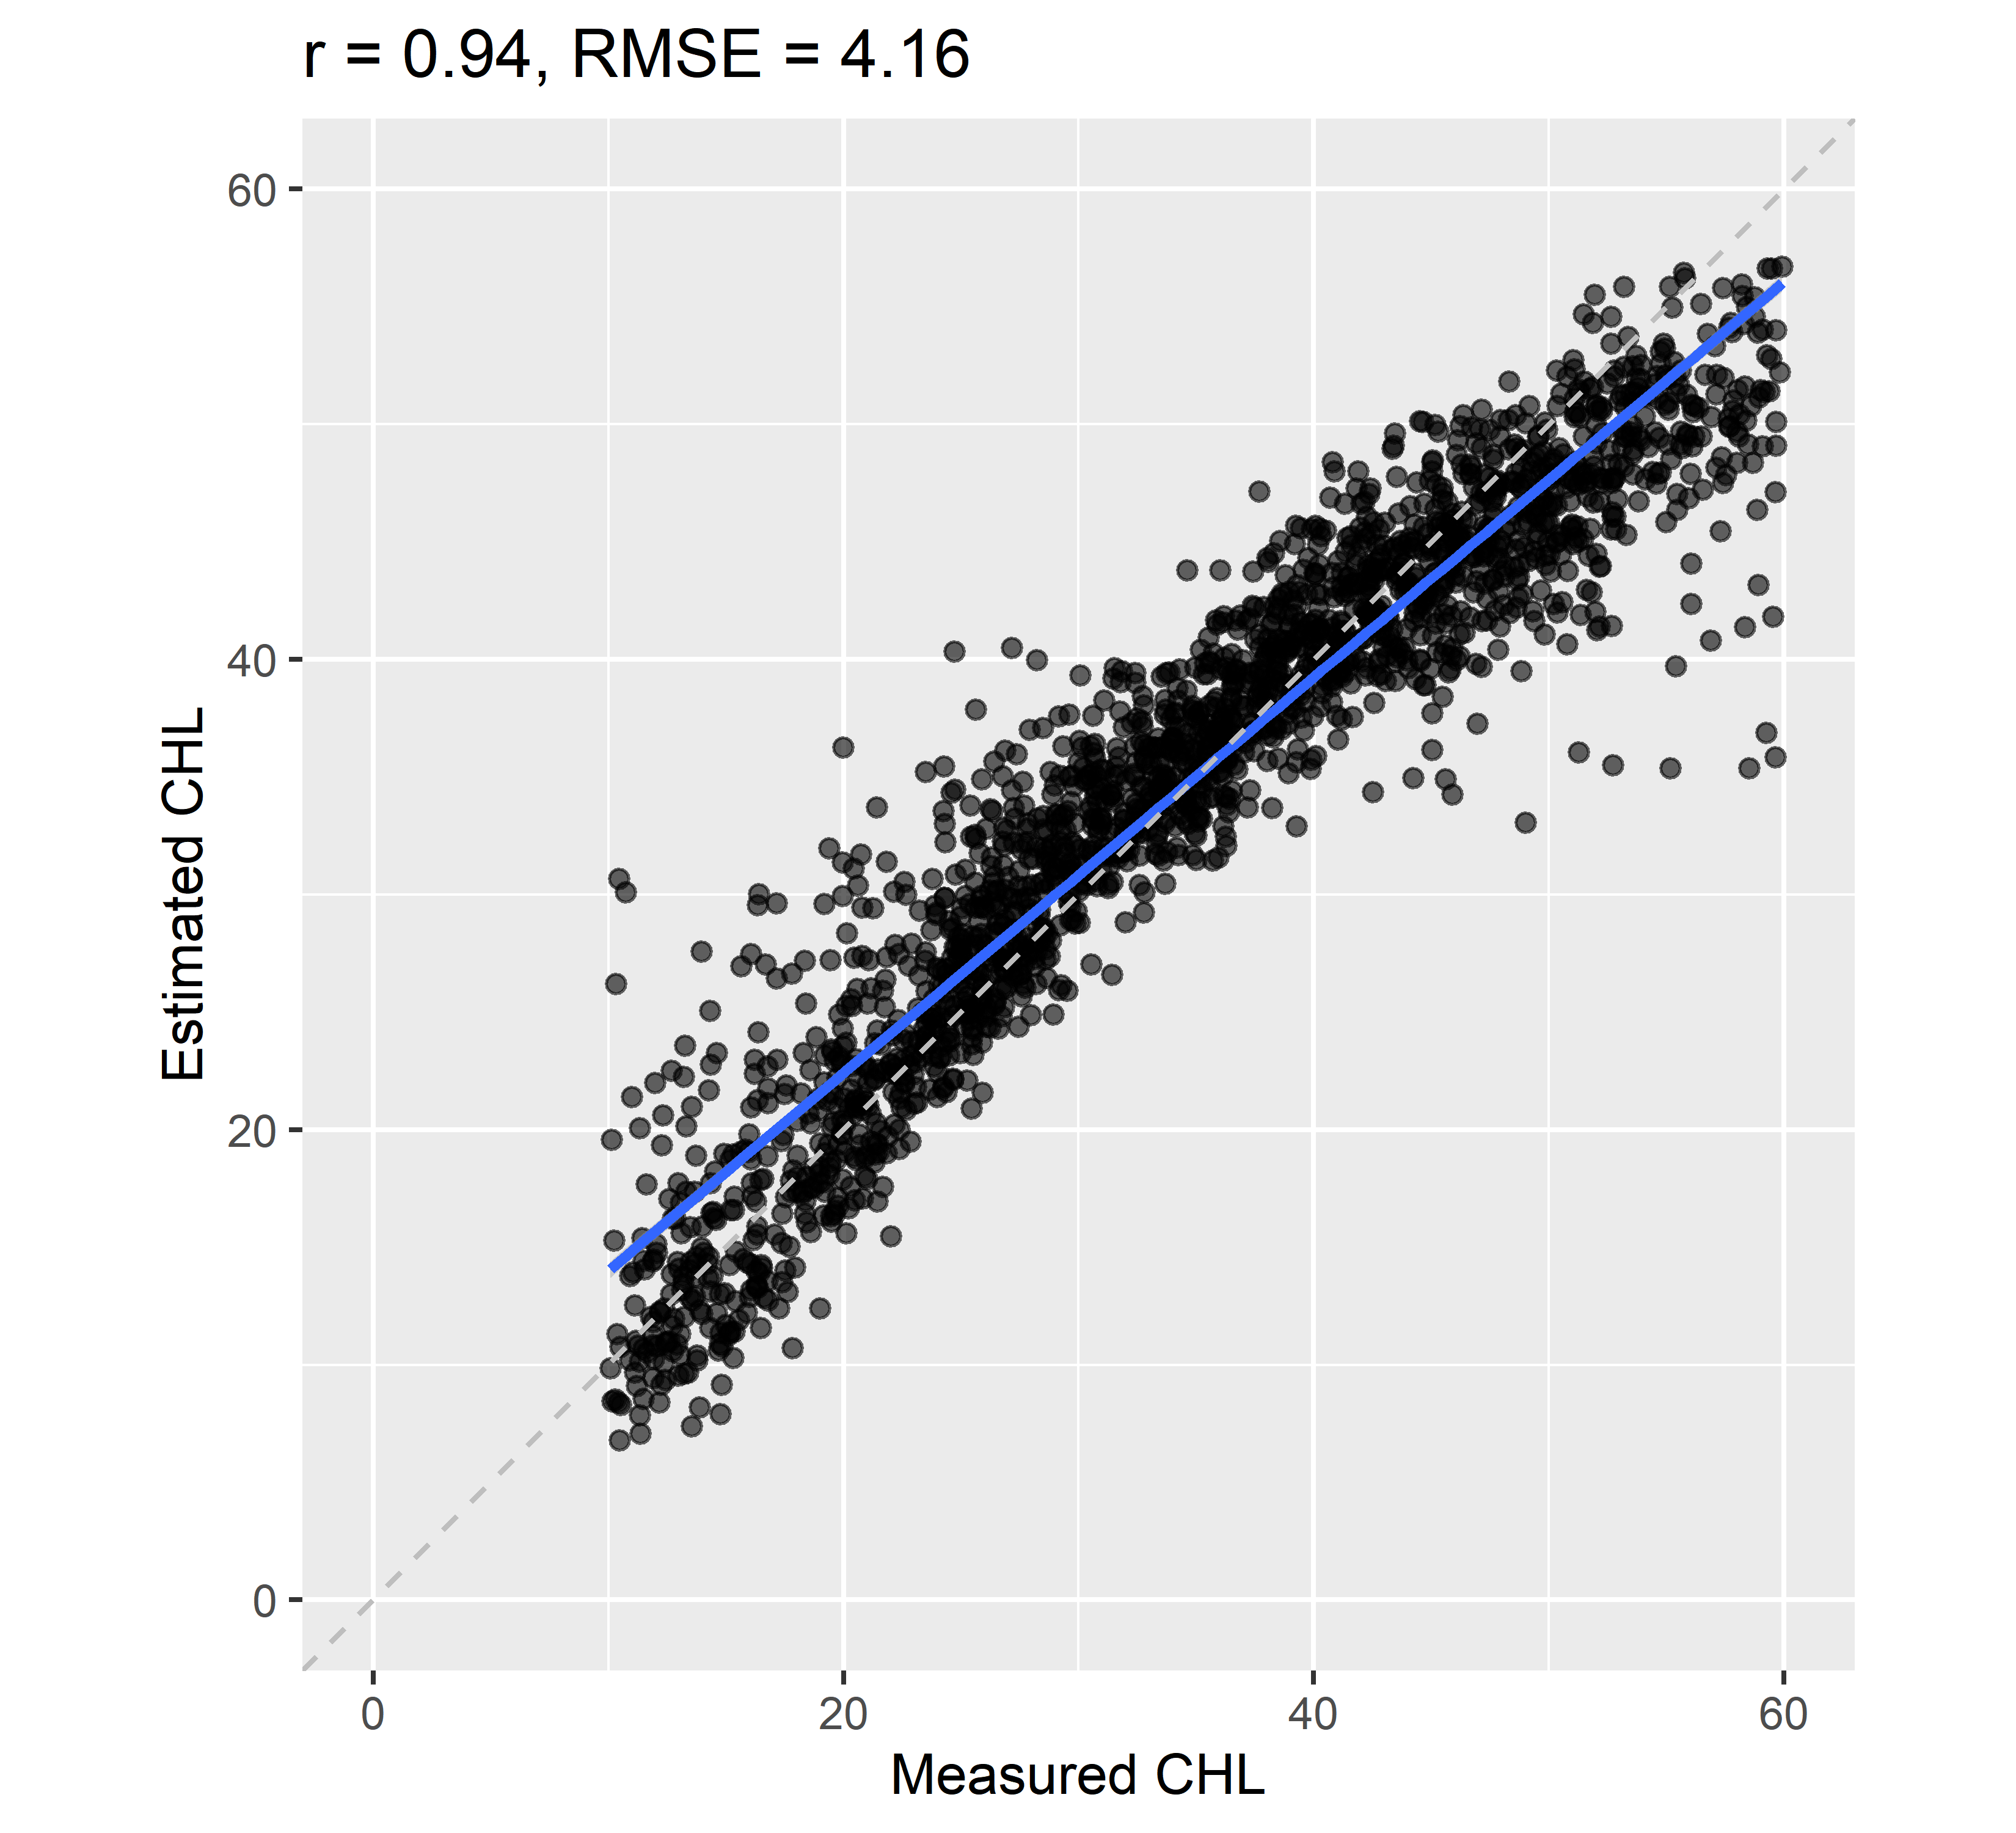 r = 0.94, RMSE = 4.16
60
40
20
0
Estimated CHL
0 20 40 60
Measured CHL